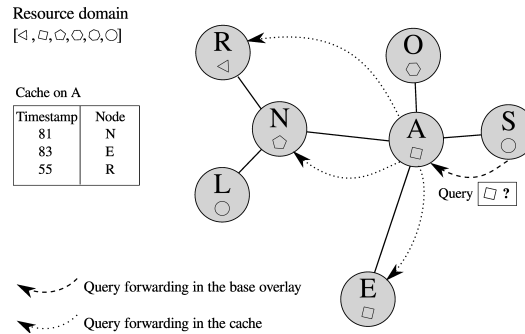 Resource domain
[◁,□,⬠,⬡,○,○]
Cache on A
Timestamp Node
81 N
83 E
55 R
R
O
N
A
S
L
Query □ ?
E
Query forwarding in the base overlay
Query forwarding in the cache